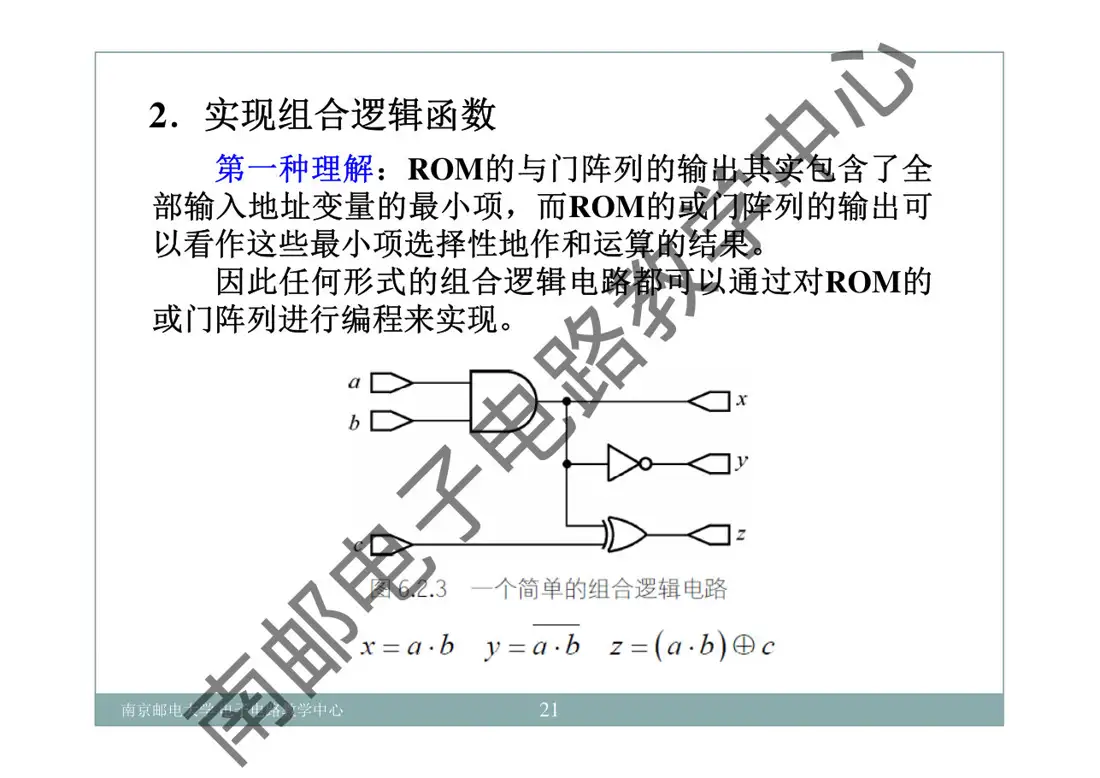 2．实现组合逻辑函数
第一种理解：ROM的与门阵列的输出其实包含了全
部输入地址变量的最小项，而ROM的或门阵列的输出可
以看作这些最小项选择性地作和运算的结果。
因此任何形式的组合逻辑电路都可以通过对ROM的
或门阵列进行编程来实现。
a
b
x
y
c
z
图 6.2.3 一个简单的组合逻辑电路
x = a · b y = \overline{a · b} z = (a · b) ⊕ c
南京邮电大学 电子电路教学中心 21
南邮电子电路教学中心